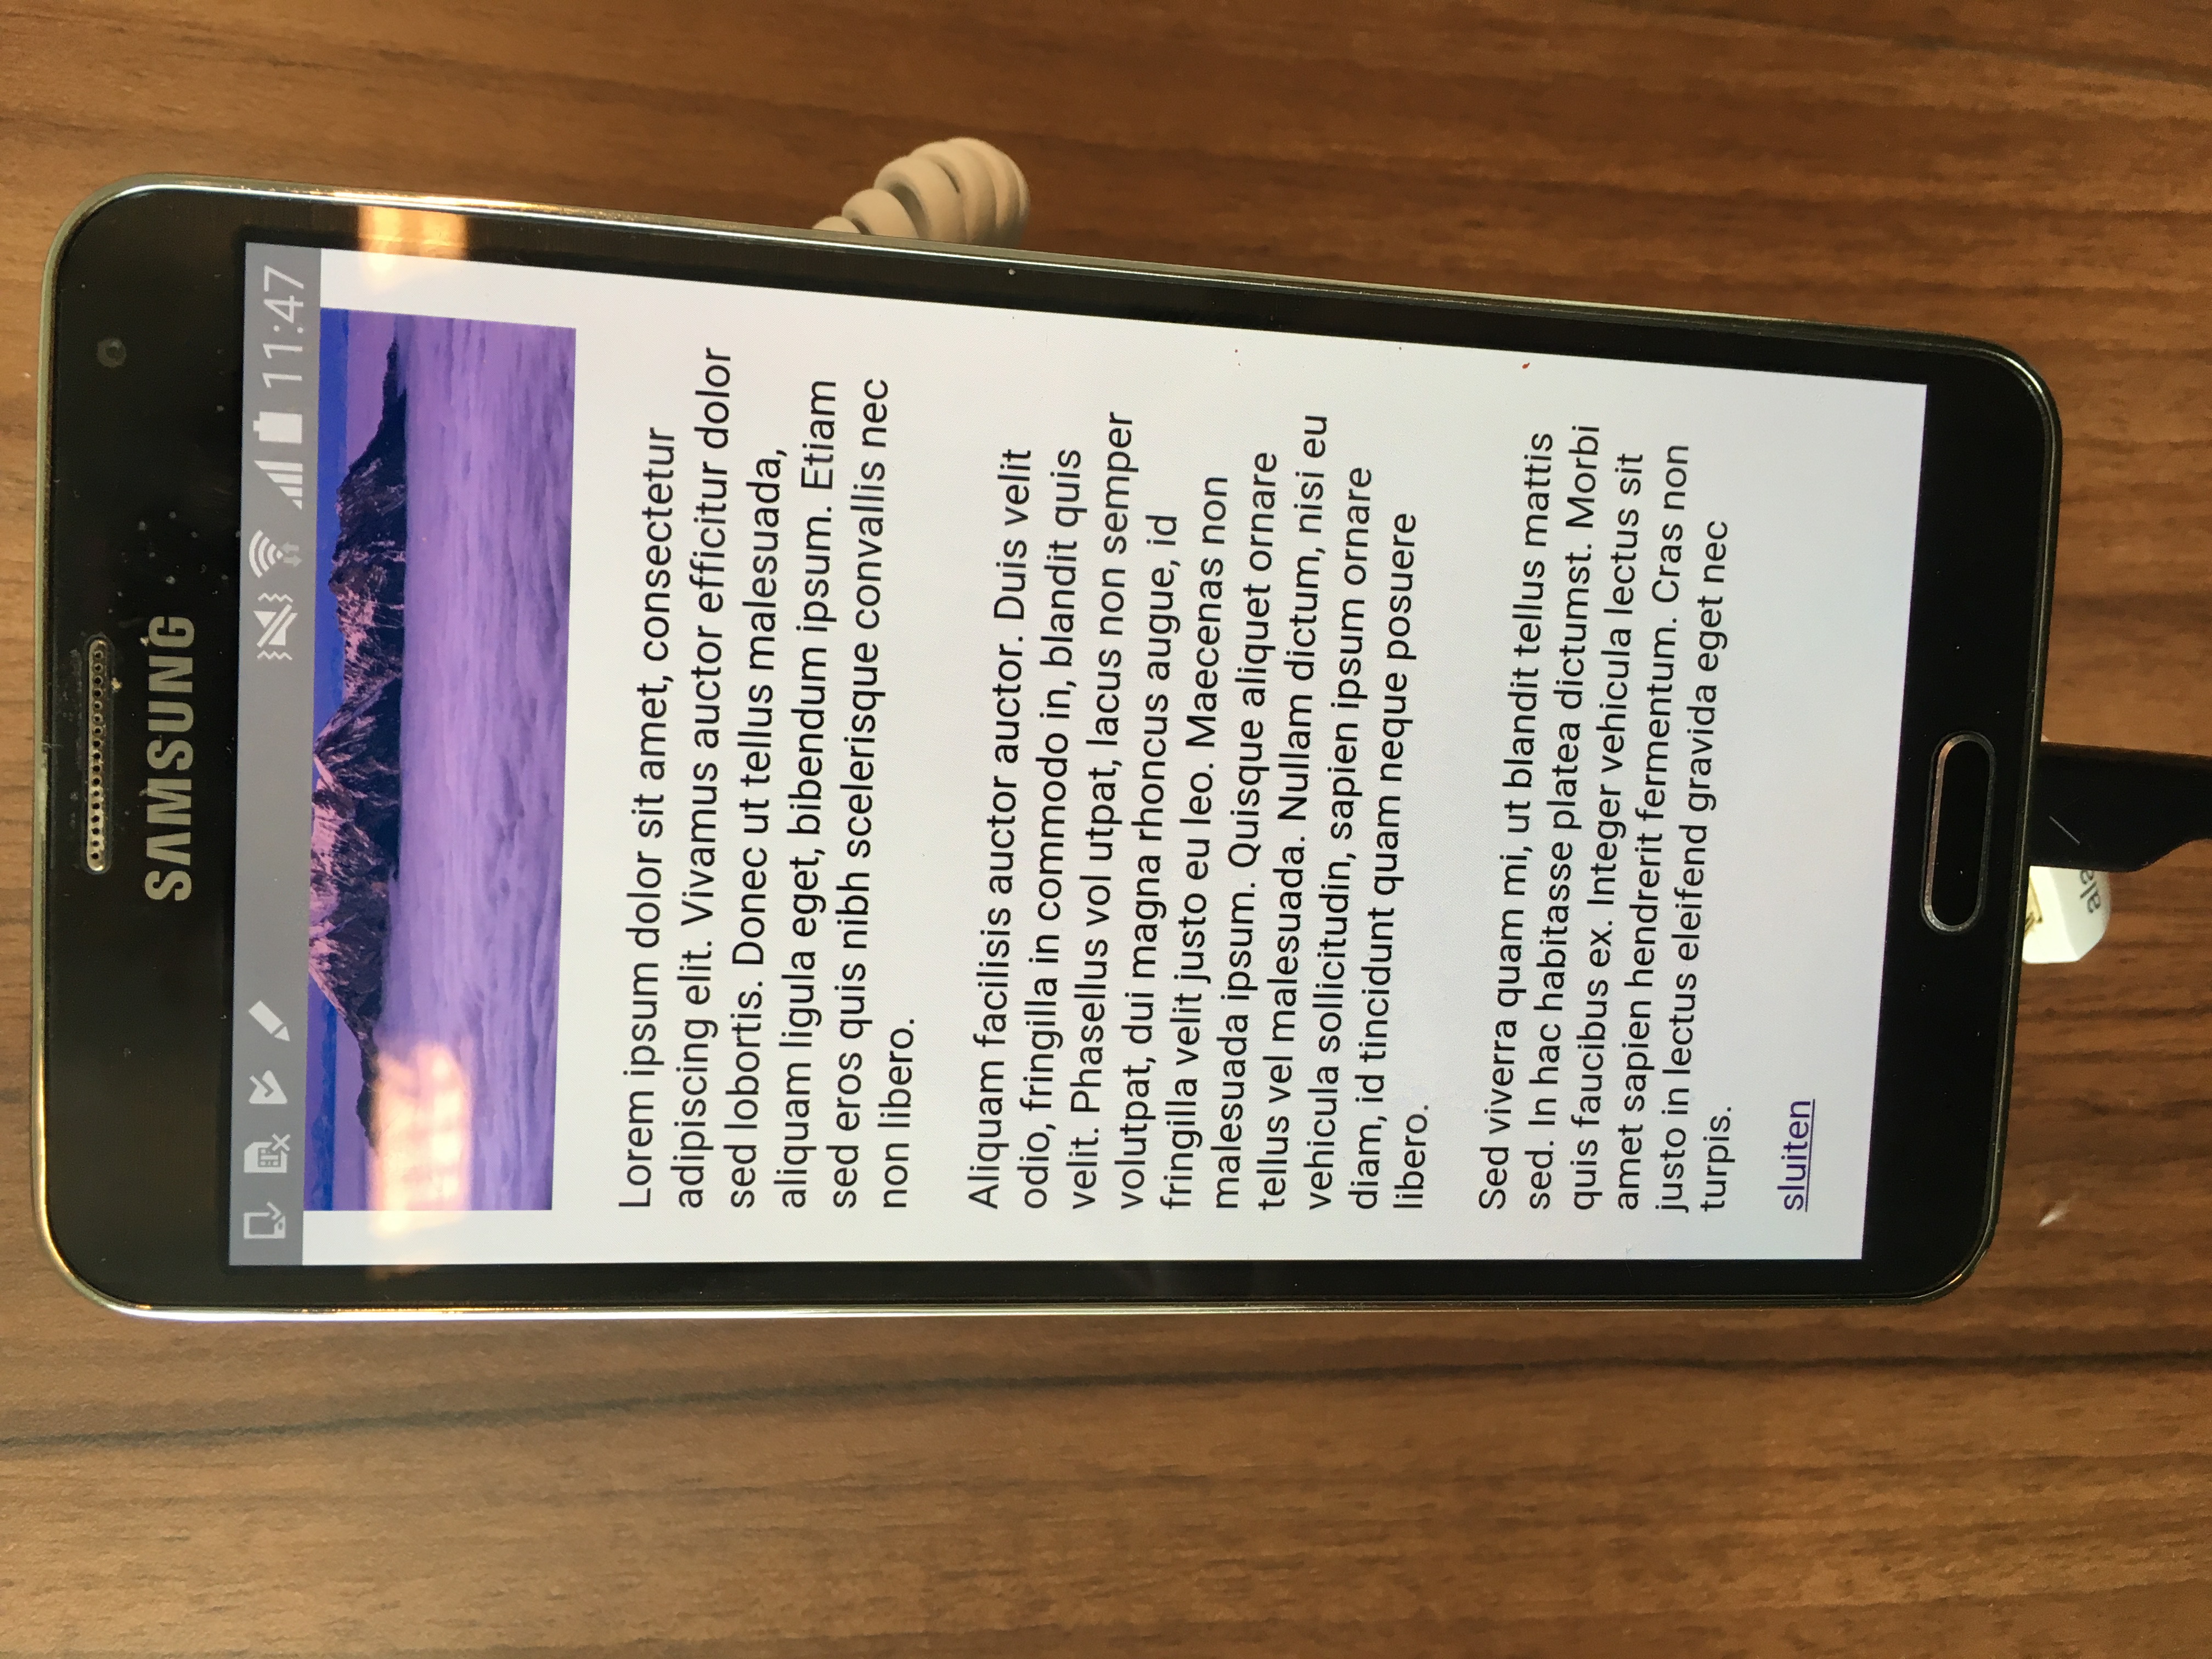 SAMSUNG
11:47
Lorem ipsum dolor sit amet, consectetur
adipiscing elit. Vivamus auctor efficitur dolor
sed lobortis. Donec ut tellus malesuada,
aliquam ligula eget, bibendum ipsum. Etiam
sed eros quis nibh scelerisque convallis nec
non libero.
Aliquam facilisis auctor auctor. Duis velit
odio, fringilla in commodo in, blandit quis
velit. Phasellus vol utpat, lacus non semper
volutpat, dui magna rhoncus augue, id
fringilla velit justo eu leo. Maecenas non
malesuada ipsum. Quisque aliquet ornare
tellus vel malesuada. Nullam dictum, nisi eu
vehicula sollicitudin, sapien ipsum ornare
diam, id tincidunt quam neque posuere
libero.
Sed viverra quam mi, ut blandit tellus mattis
sed. In hac habitasse platea dictumst. Morbi
quis faucibus ex. Integer vehicula lectus sit
amet sapien hendrerit fermentum. Cras non
justo in lectus eleifend gravida eget nec
turpis.
sluiten